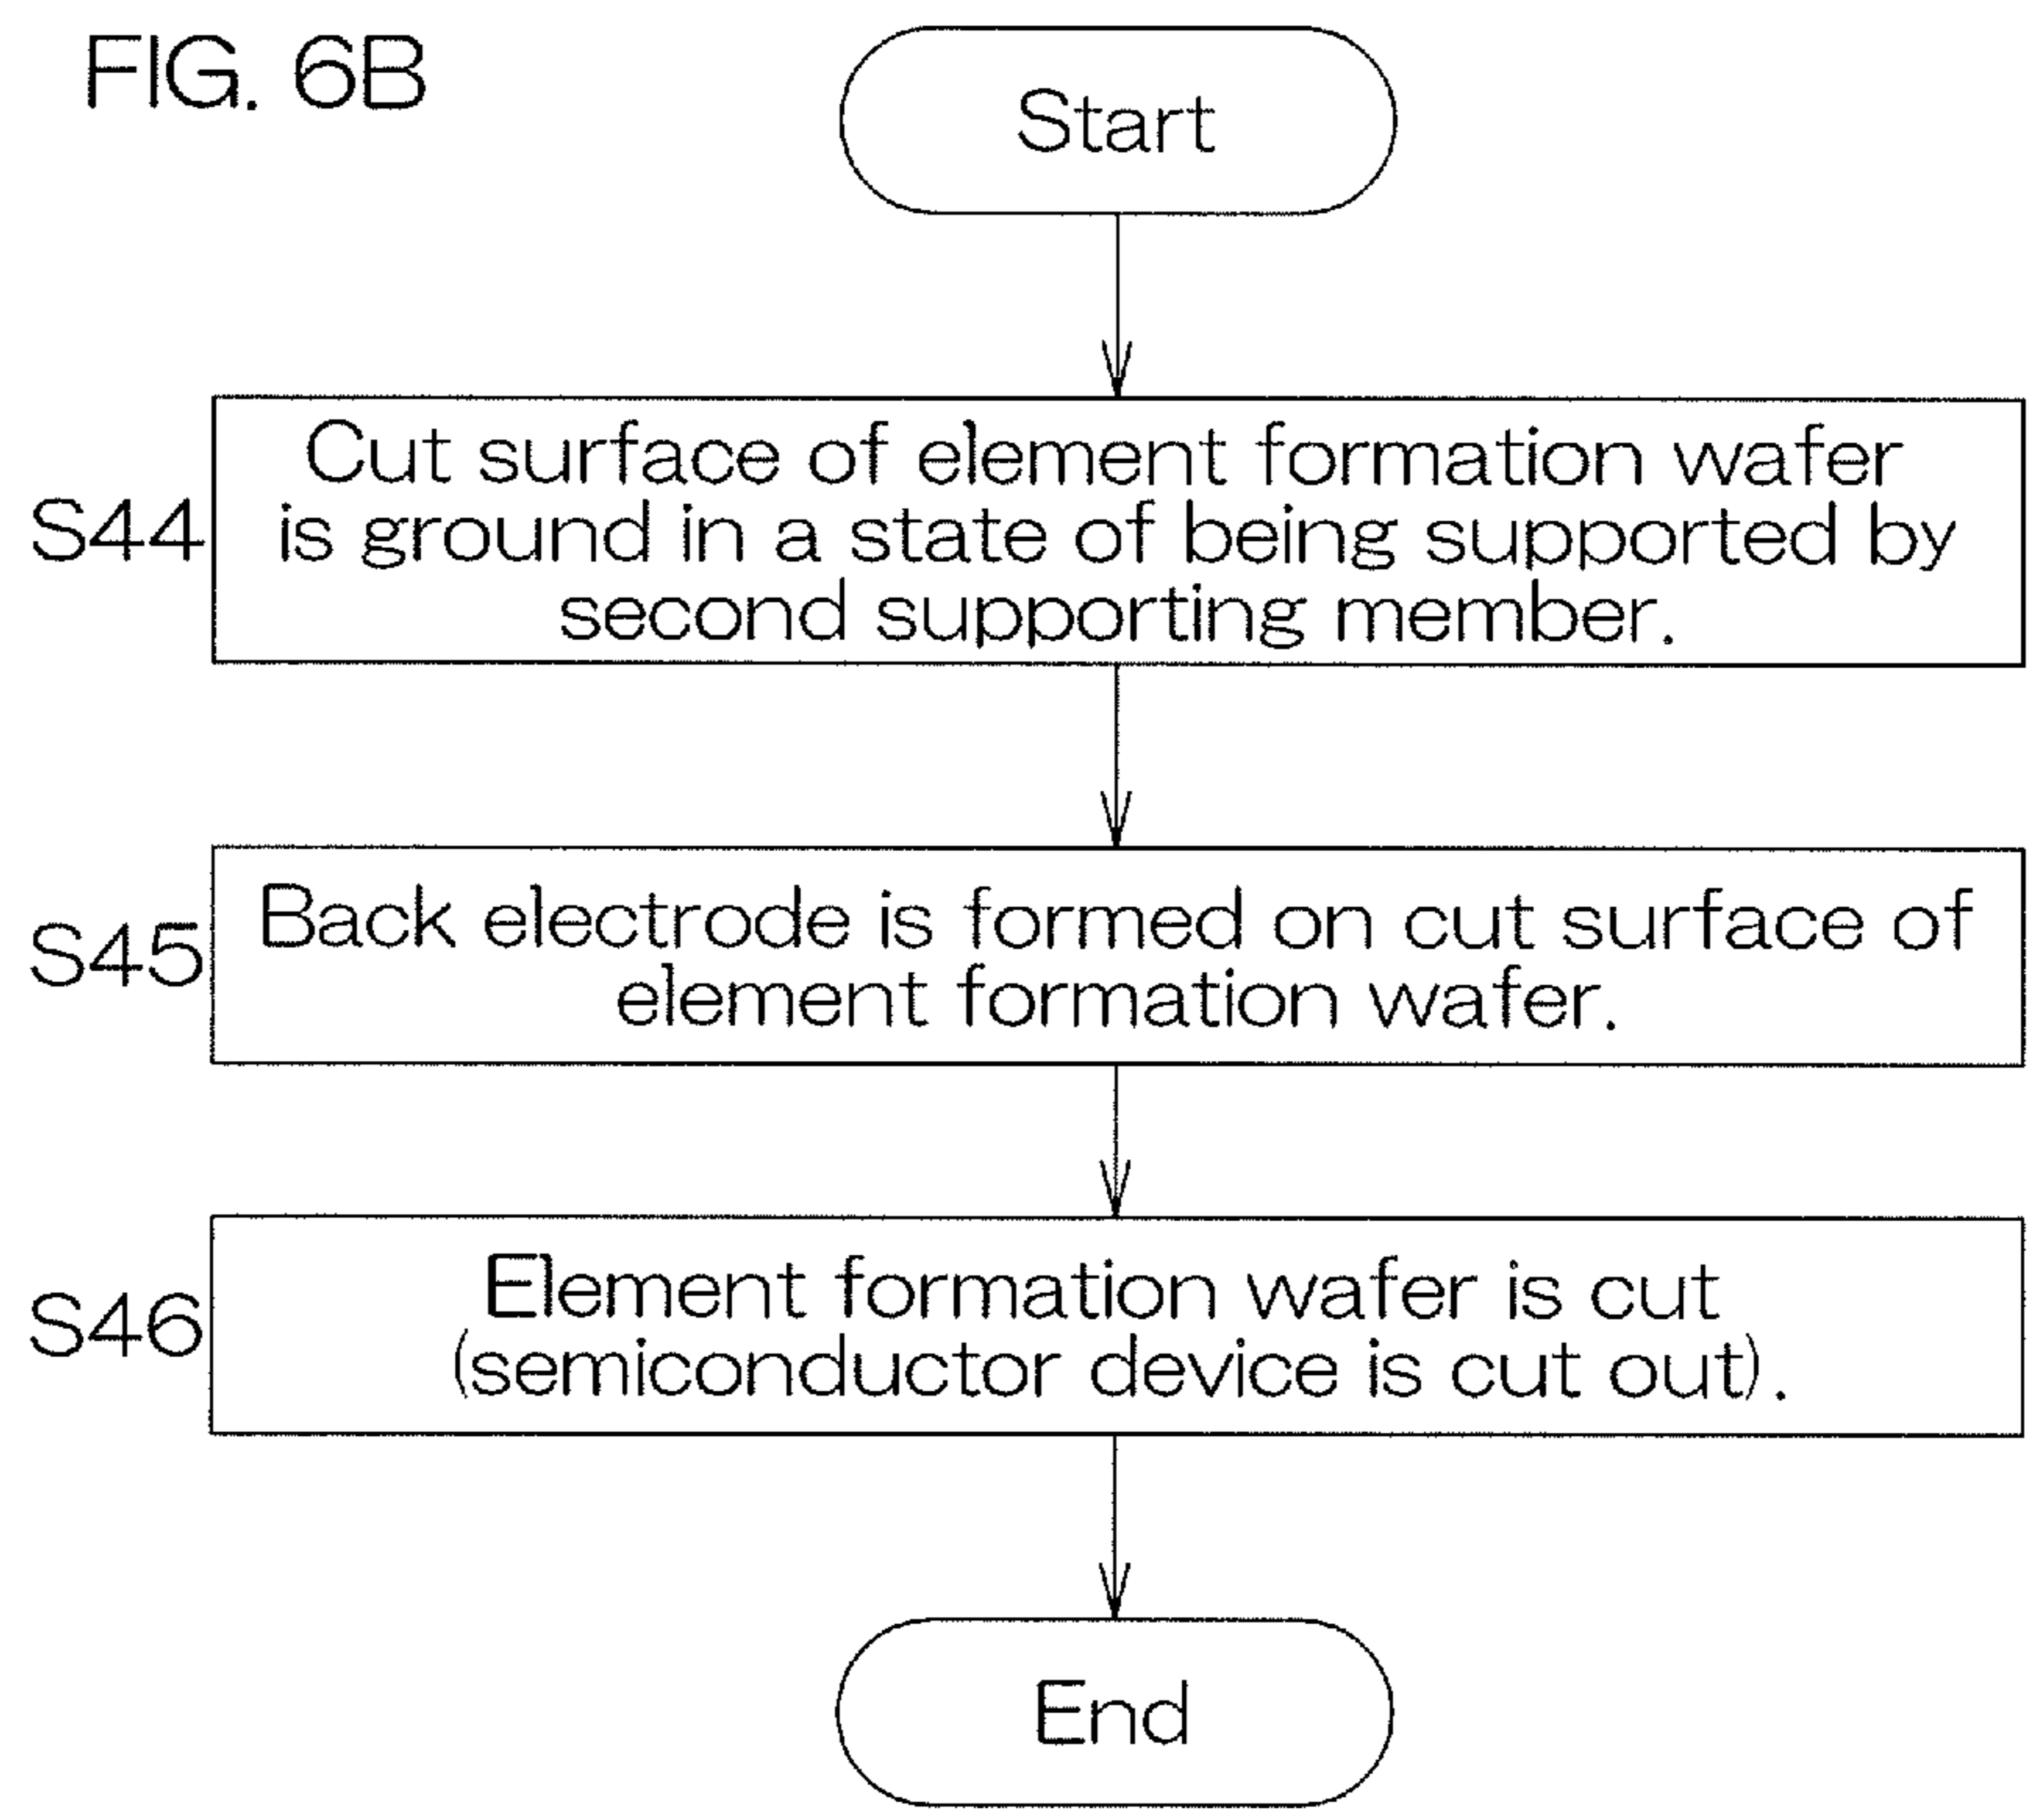 FIG. 6B
Start
S44
Cut surface of element formation wafer
is ground in a state of being supported by
second supporting member.
S45
Back electrode is formed on cut surface of
element formation wafer.
S46
Element formation wafer is cut
(semiconductor device is cut out).
End